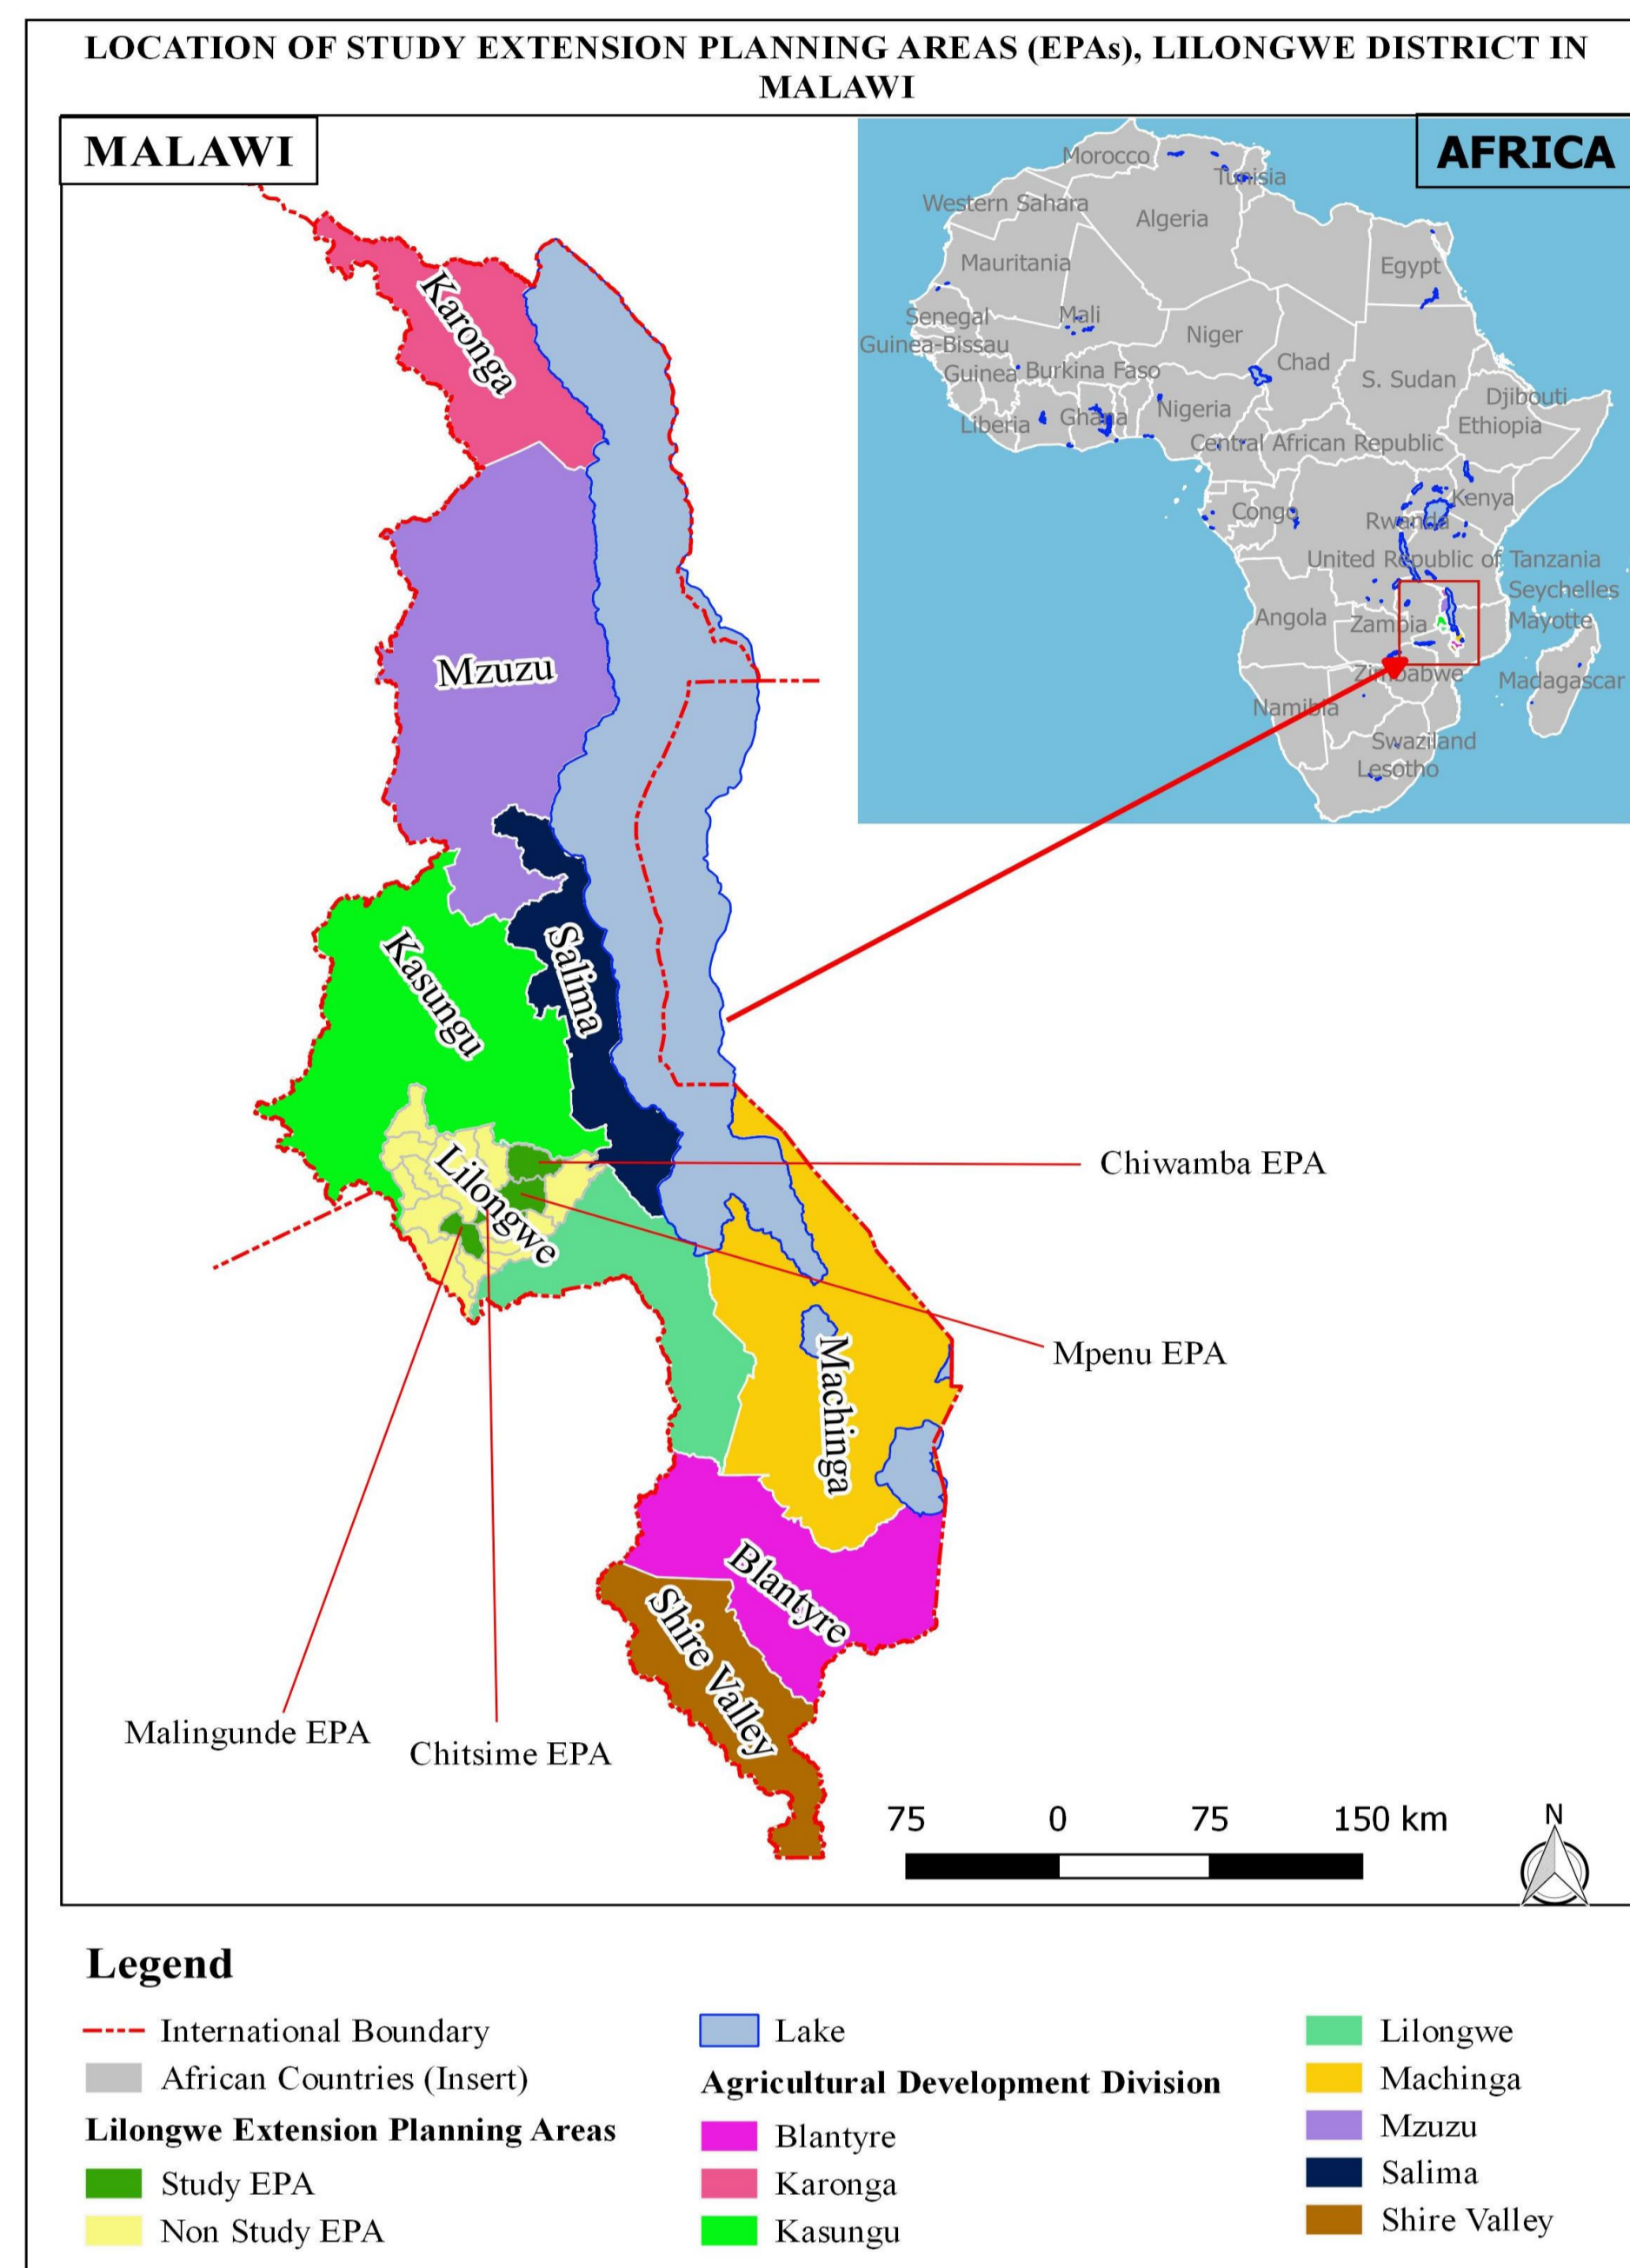 LOCATION OF STUDY EXTENSION PLANNING AREAS (EPAs), LILONGWE DISTRICT IN
MALAWI
MALAWI
AFRICA
Morocco
Tunisia
Western Sahara
Algeria
Mauritania
Egypt
Senegal
Mali
Niger
Guinea-Bissau
Chad
Guinea
Burkina Faso
S. Sudan
Djibouti
Liberia
Ghana
Nigeria
Ethiopia
Central African Republic
Kenya
Congo
Rwanda
United Republic of Tanzania
Seychelles
Angola
Zambia
Mayotte
Zimbabwe
Madagascar
Namibia
Swaziland
Lesotho
Karonga
Mzuzu
Kasungu
Salima
Lilongwe
Chiwamba EPA
Mpenu EPA
Machinga
Blantyre
Shire Valley
Malingunde EPA
Chitsime EPA
75 0 75 150 km
N
Legend
International Boundary
African Countries (Insert)
Lilongwe Extension Planning Areas
Study EPA
Non Study EPA
Lake
Agricultural Development Division
Blantyre
Karonga
Kasungu
Lilongwe
Machinga
Mzuzu
Salima
Shire Valley